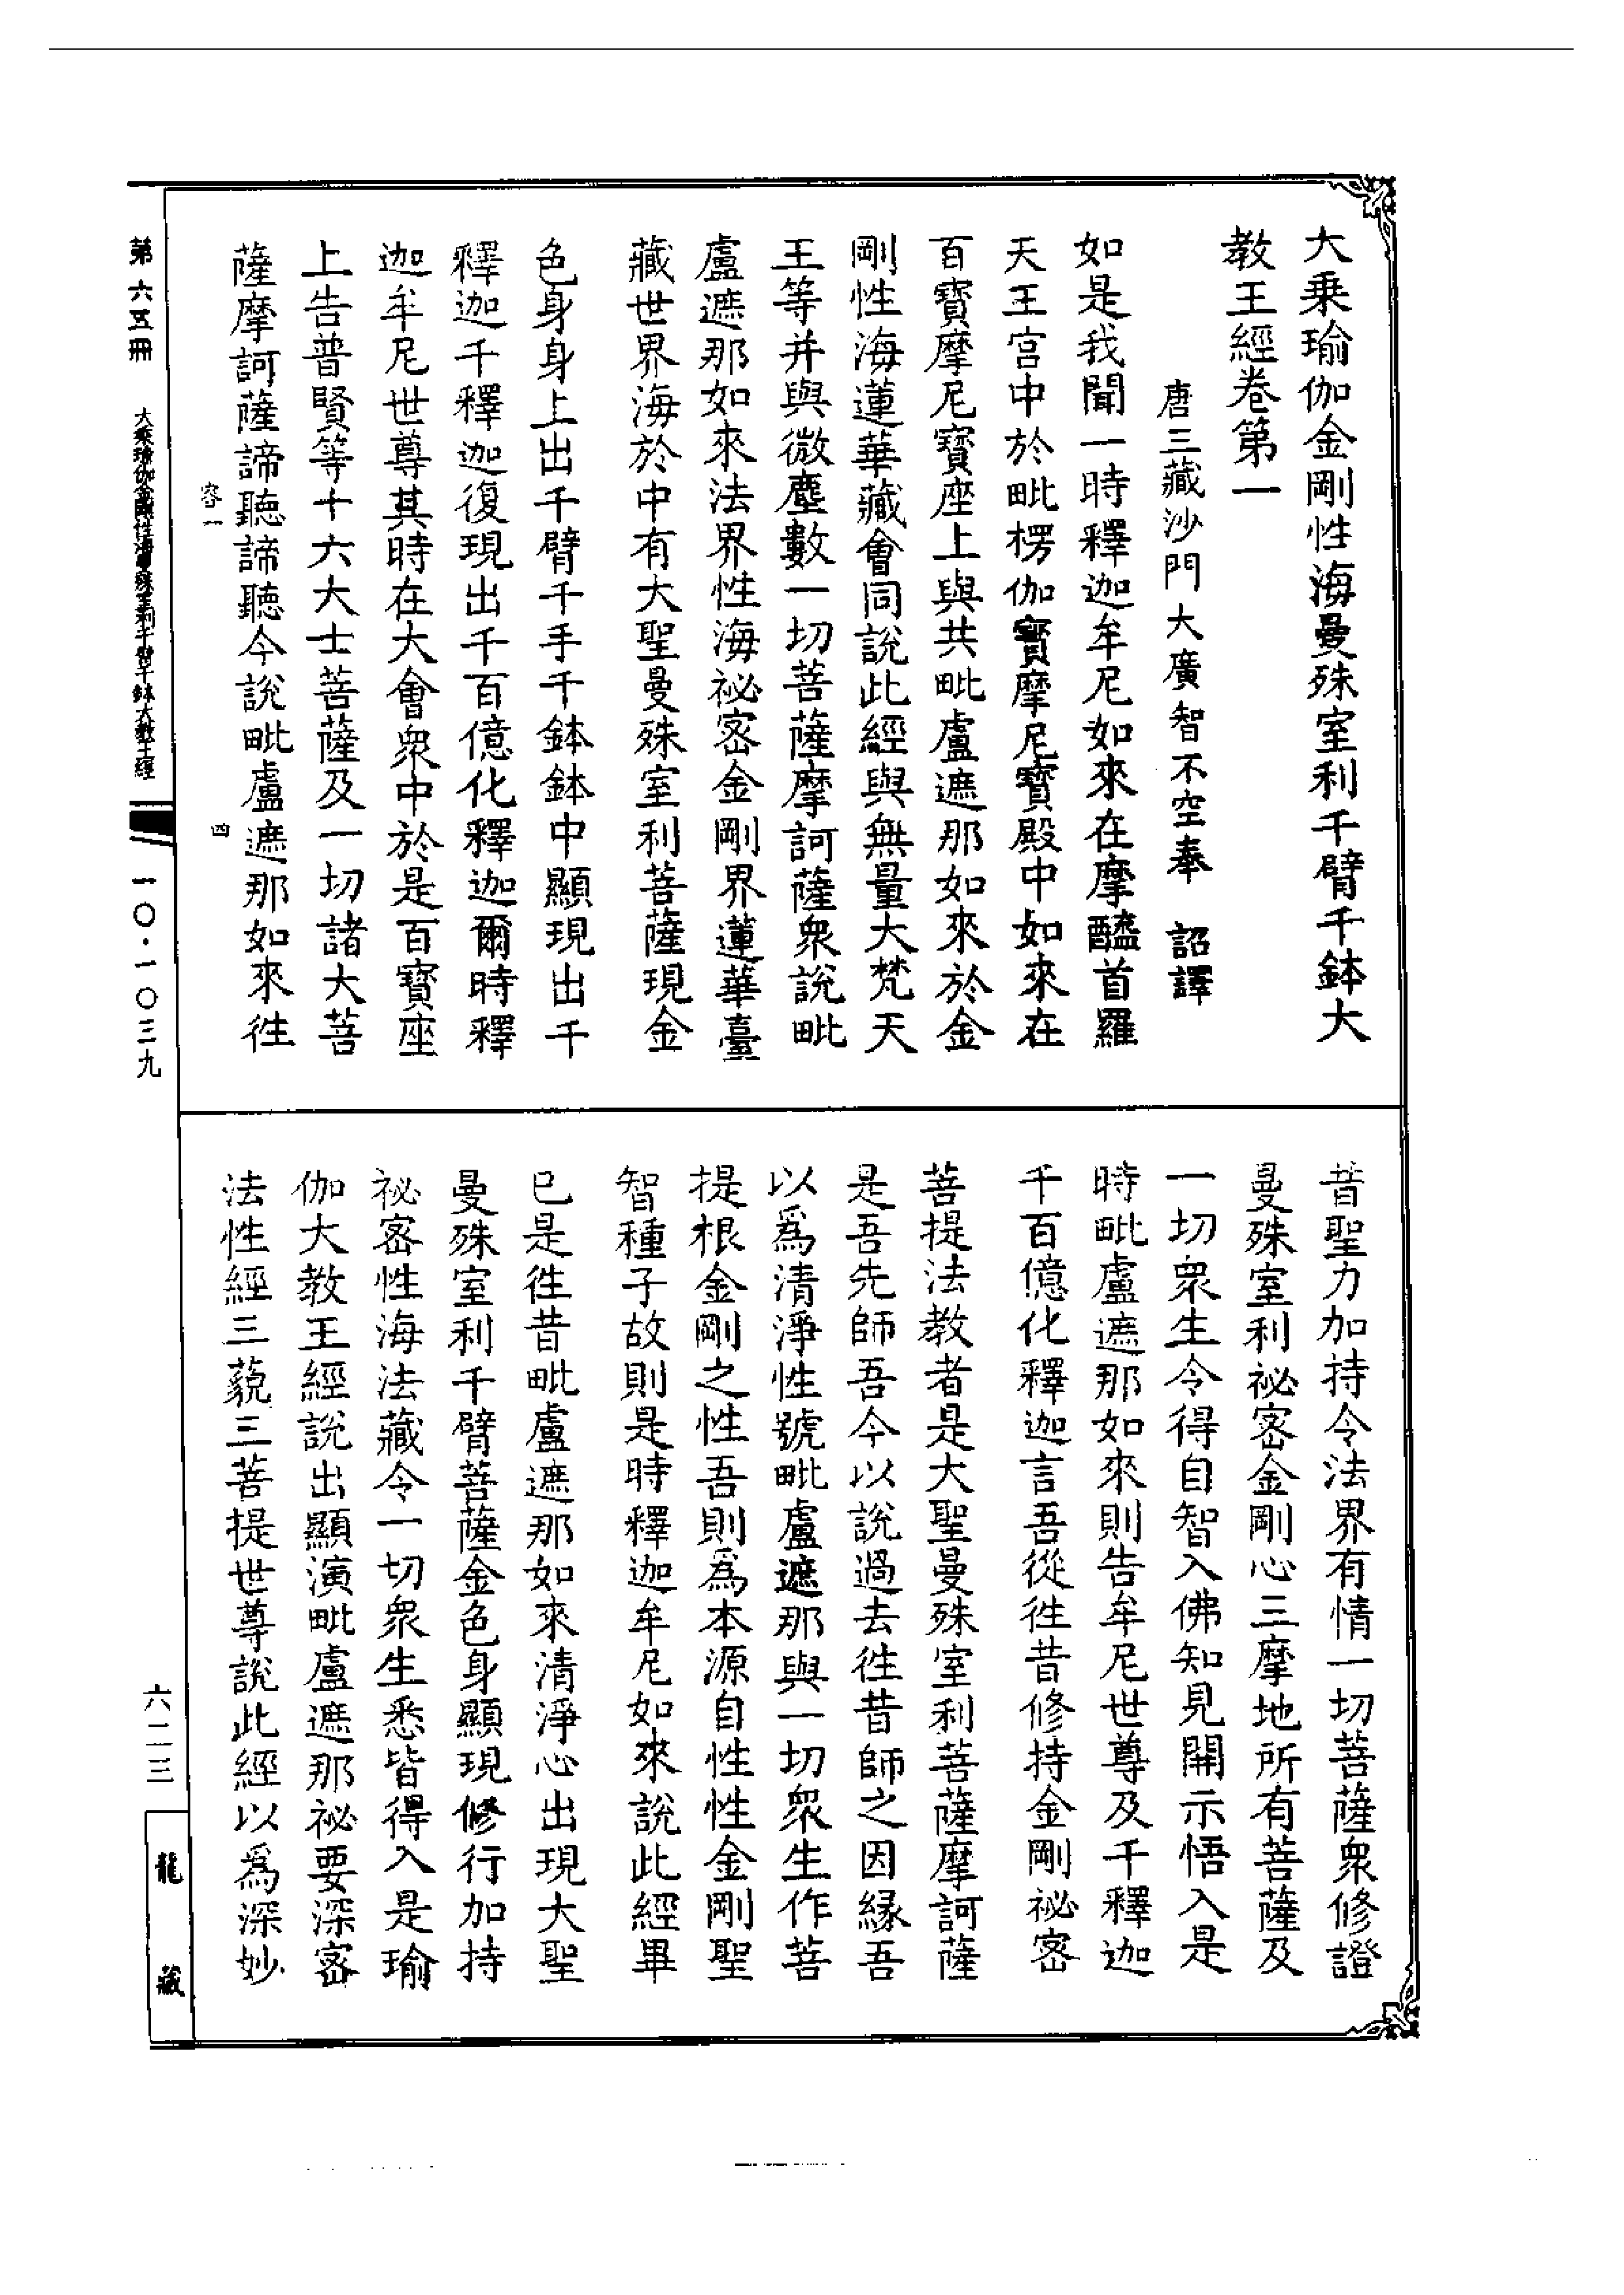 大乗瑜伽金剛性海曼殊室利千臂千鉢大
教王經卷第一
唐三藏沙門大廣智不空奉　詔譯
如是我聞一時釋迦牟尼如來在摩醯首羅
天王宮中於毗楞伽寶摩尼寶殿中如來在
百寶摩尼寶座上與共毗盧遮那如來於金
剛性海蓮華藏會同說此經與無量大梵天
王等并與微塵數一切菩薩摩訶薩衆說毗
盧遮那如來法界性海祕密金剛界蓮華臺
藏世界海於中有大聖曼殊室利菩薩現金
色身身上出千臂千手千鉢鉢中顯現出千
釋迦千釋迦復現出千百億化釋迦爾時釋
迦牟尼世尊其時在大會衆中於是百寶座
上告普賢等十六大士菩薩及一切諸大菩
薩摩訶薩諦聽諦聽今說毗盧遮那如來徃
昔聖力加持令法界有情一切菩薩衆修證
曼殊室利祕密金剛心三摩地所有菩薩及
一切衆生令得自智入佛知見開示悟入是
時毗盧遮那如來則告牟尼世尊及千釋迦
千百億化釋迦言吾從徃昔修持金剛祕密
菩提法教者是大聖曼殊室利菩薩摩訶薩
是吾先師吾今以說過去徃昔師之因縁吾
以爲清淨性號毗盧遮那與一切衆生作菩
提根金剛之性吾則爲本源自性性金剛聖
智種子故則是時釋迦牟尼如來說此經畢
已是徃昔毗盧遮那如來清淨心出現大聖
曼殊室利千臂菩薩金色身顯現修行加持
祕密性海法藏令一切衆生悉皆得入是瑜
伽大教王經說出顯演毗盧遮那祕要深密
法性經三藐三菩提世尊說此經以爲深妙
容一　四
第六五冊　大乘瑜伽金剛性海曼殊室利千臂千鉢大教王經　一〇·一〇三九
六二三
龍藏